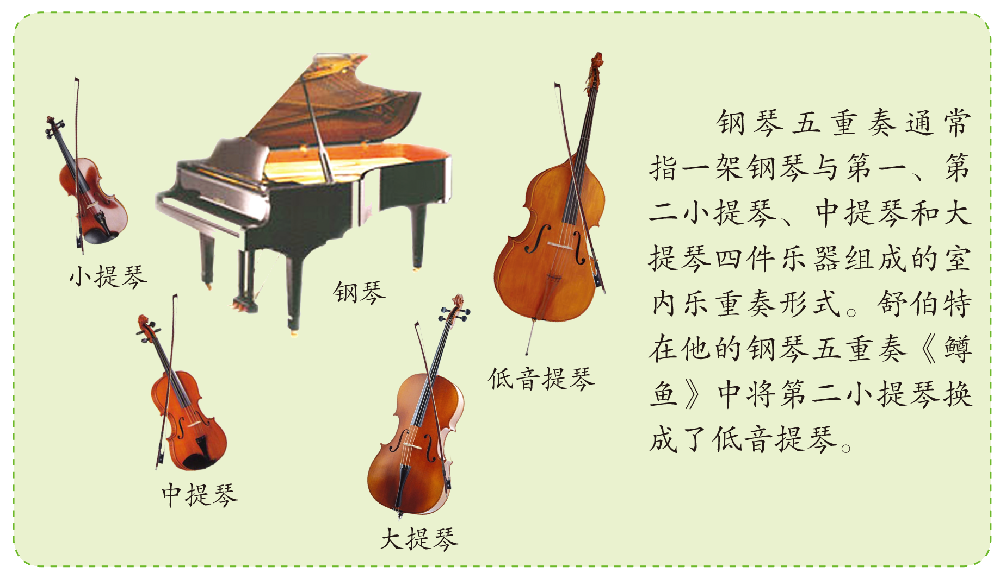 小提琴
钢琴
中提琴
大提琴
低音提琴
钢琴五重奏通常
指一架钢琴与第一、第
二小提琴、中提琴和大
提琴四件乐器组成的室
内乐重奏形式。舒伯特
在他的钢琴五重奏《鳟
鱼》中将第二小提琴换
成了低音提琴。